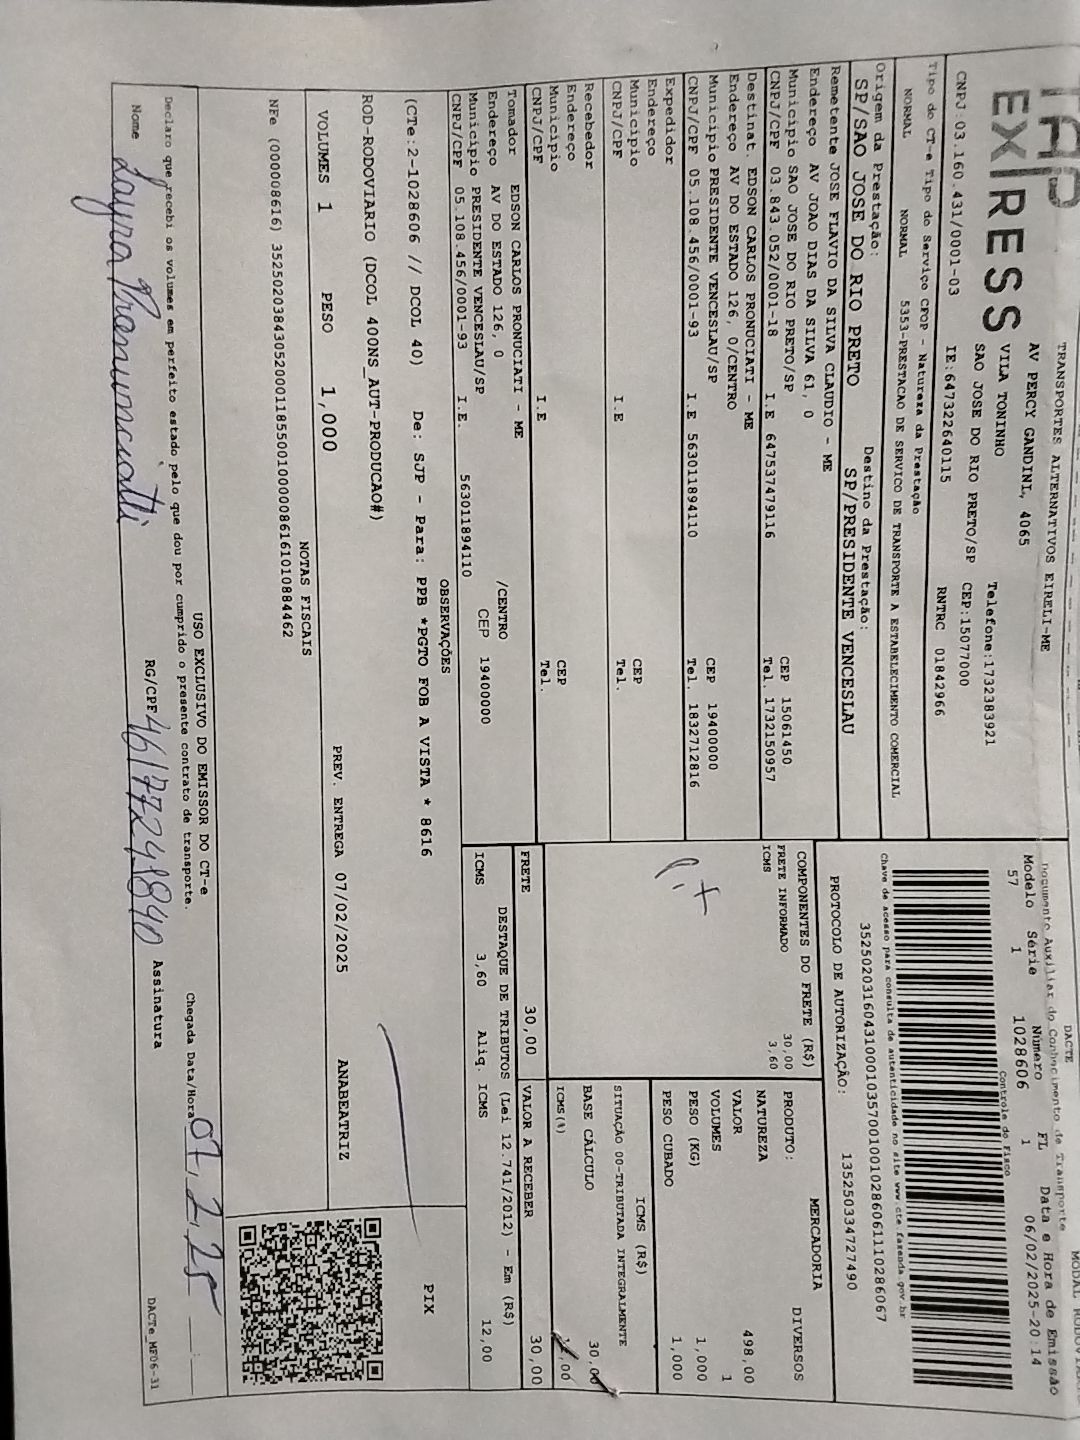 TRANSPORTES ALTERNATIVOS EIRELI-ME
TAP
EXPRESS
AV PERCY GANDINI, 4065
VILA TONINHO
SAO JOSE DO RIO PRETO/SP
Telefone:1732383921
CEP:15077000
CNPJ:03.160.431/0001-03 IE:647322640115 RNTRC 01842966
Tipo do CT-e Tipo do Serviço CFOP - Natureza da Prestação
NORMAL NORMAL 5353-PRESTACAO DE SERVICO DE TRANSPORTE A ESTABELECIMENTO COMERCIAL
Origem da Prestação: Destino da Prestação:
SP/SAO JOSE DO RIO PRETO SP/PRESIDENTE VENCESLAU
Remetente JOSE FLAVIO DA SILVA CLAUDIO - ME
Endereço AV JOAO DIAS DA SILVA 61, 0
Municipio SAO JOSE DO RIO PRETO/SP CEP 15061450
CNPJ/CPF 03.843.052/0001-18 I.E 647537479116 Tel. 1732150957
Destinat. EDSON CARLOS PRONUCIATI - ME
Endereço AV DO ESTADO 126, 0/CENTRO
Municipio PRESIDENTE VENCESLAU/SP CEP 19400000
CNPJ/CPF 05.108.456/0001-93 I.E 563011894110 Tel. 1832712816
Expedidor
Endereço
Municipio CEP
CNPJ/CPF I.E Tel.
Recebedor
Endereço
Municipio CEP
CNPJ/CPF I.E Tel.
Tomador EDSON CARLOS PRONUCIATI - ME
Endereço AV DO ESTADO 126, 0 /CENTRO
Municipio PRESIDENTE VENCESLAU/SP CEP 19400000
CNPJ/CPF 05.108.456/0001-93 I.E. 563011894110
DACTE MODAL
Documento Auxiliar do Conhecimento de Transporte
Modelo Série Número FL Data e Hora de Emissão
57 1 1028606 1 06/02/2025-20:14
Controle do Fisco
Chave de acesso para consulta de autenticidade no site www.cte.fazenda.gov.br
35250203160431000103570010010286061110286067
PROTOCOLO DE AUTORIZAÇÃO: 135250334727490
COMPONENTES DO FRETE (R$)
FRETE INFORMADO 30,00
ICMS 3,60
MERCADORIA
PRODUTO: DIVERSOS
NATUREZA
VALOR 498,00
VOLUMES 1
PESO (KG) 1,000
PESO CUBADO 1,000
ICMS (R$)
SITUAÇÃO 00-TRIBUTADA INTEGRALMENTE
BASE CÁLCULO 30,00
ICMS(%)
FRETE 30,00 VALOR A RECEBER 30,00
DESTAQUE DE TRIBUTOS (Lei 12.741/2012) - Em (R$)
ICMS 3,60 Aliq. ICMS 12,00
OBSERVAÇÕES
(CTe:2-1028606 // DCOL 40) De: SJP - Para: PPB *PGTO FOB A VISTA * 8616
ROD-RODOVIARIO (DCOL 400NS_AUT-PRODUCAO#)
PIX
VOLUMES 1 PESO 1,000 PREV. ENTREGA 07/02/2025 ANABEATRIZ
NOTAS FISCAIS
NFe (000008616) 35250203843052000118550010000086161010884462
USO EXCLUSIVO DO EMISSOR DO CT-e
Declaro que recebi os volumes em perfeito estado pelo que dou por cumprido o presente contrato de transporte. Chegada Data/Hora 07,2,25
Nome RG/CPF 46177241840 Assinatura
DACTe_MF06-31